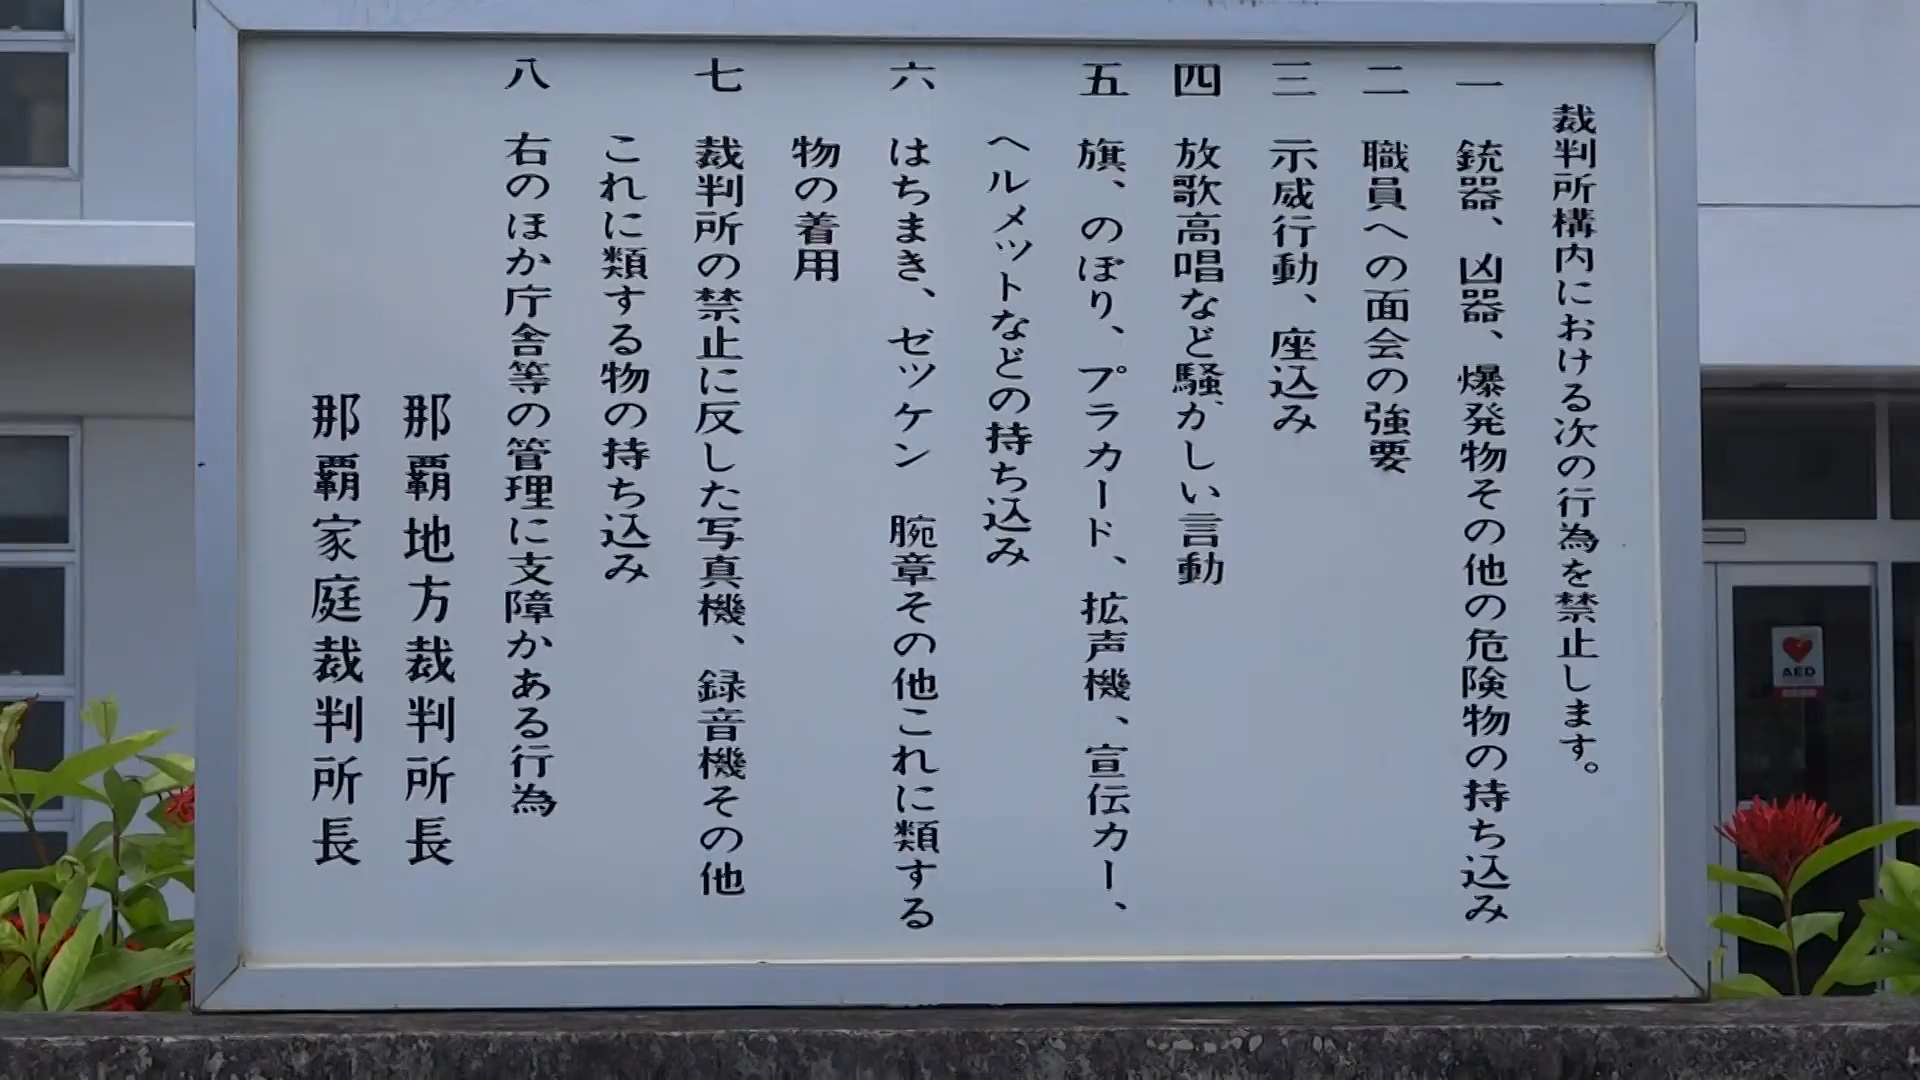 裁判所構内における次の行為を禁止します。
一 銃器、凶器、爆発物その他の危険物の持ち込み
二 職員への面会の強要
三 示威行動、座込み
四 放歌高唱など騒がしい言動
五 旗、のぼり、プラカード、拡声機、宣伝カー、
ヘルメットなどの持ち込み
六 はちまき、ゼッケン 腕章その他これに類する
物の着用
七 裁判所の禁止に反した写真機、録音機その他
これに類する物の持ち込み
八 右のほか庁舎等の管理に支障かある行為
那覇地方裁判所長
那覇家庭裁判所長
AED